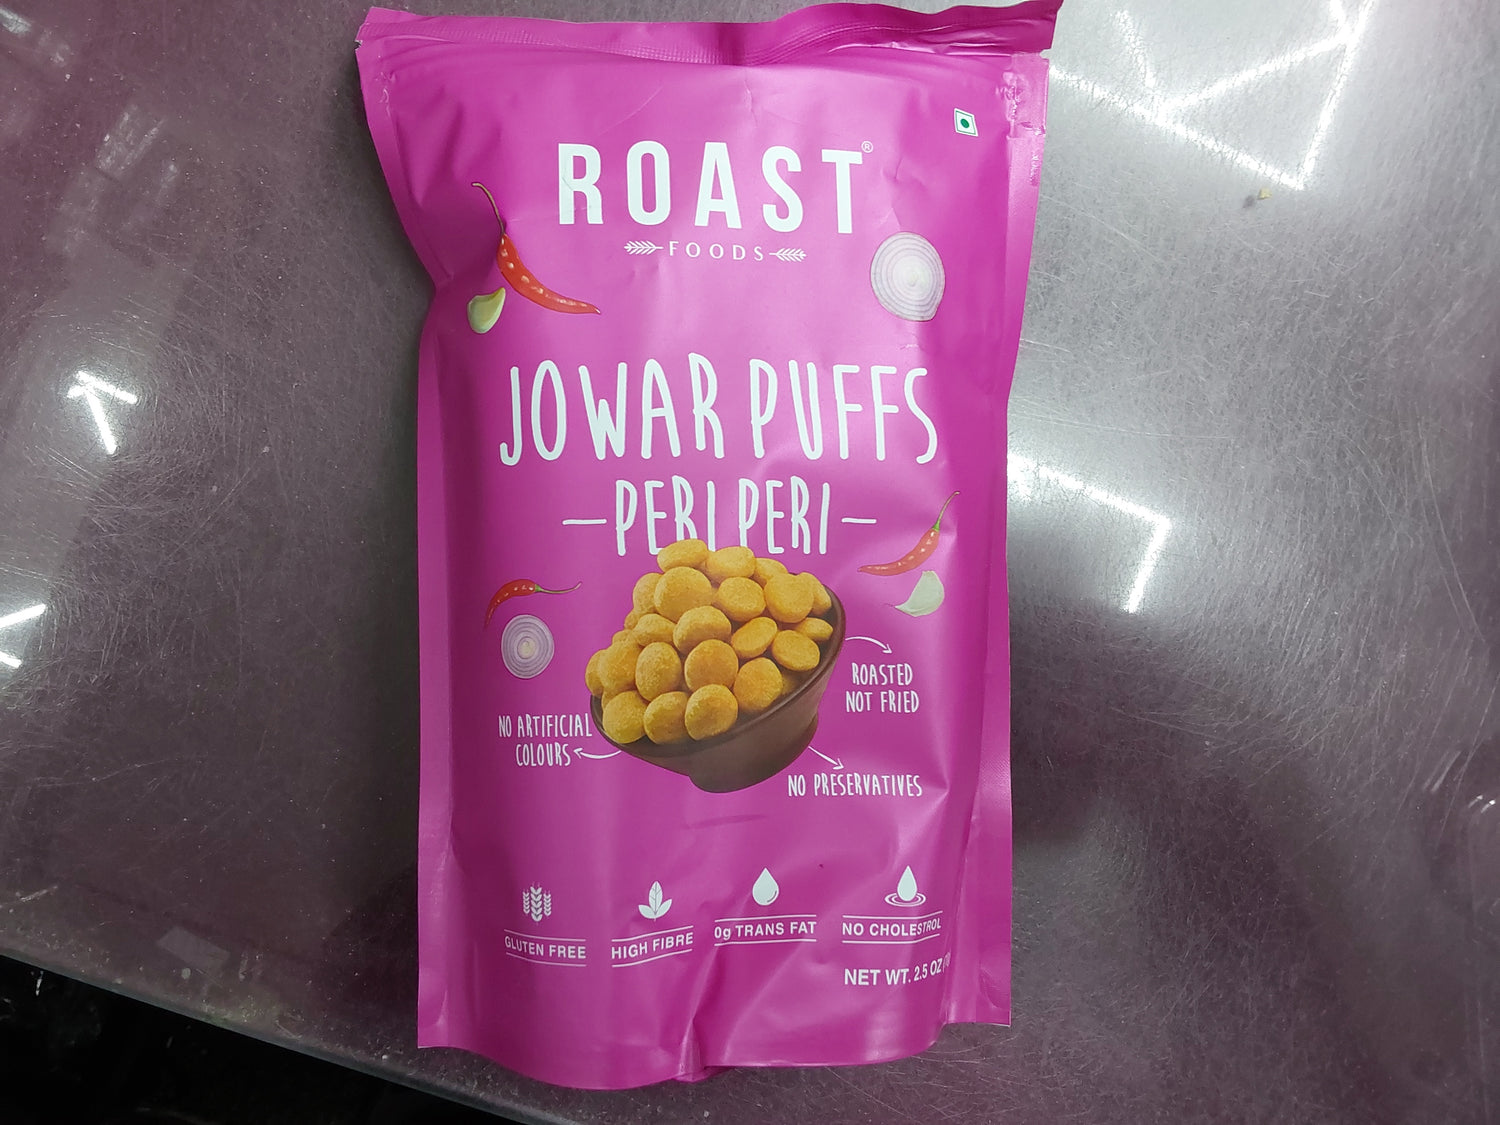 ROAST®
FOODS
JOWAR PUFFS
—PERI PERI—
ROASTED
NOT FRIED
NO ARTIFICIAL
COLOURS
NO PRESERVATIVES
GLUTEN FREE
HIGH FIBRE
0g TRANS FAT
NO CHOLESTROL
NET WT. 2.5 OZ